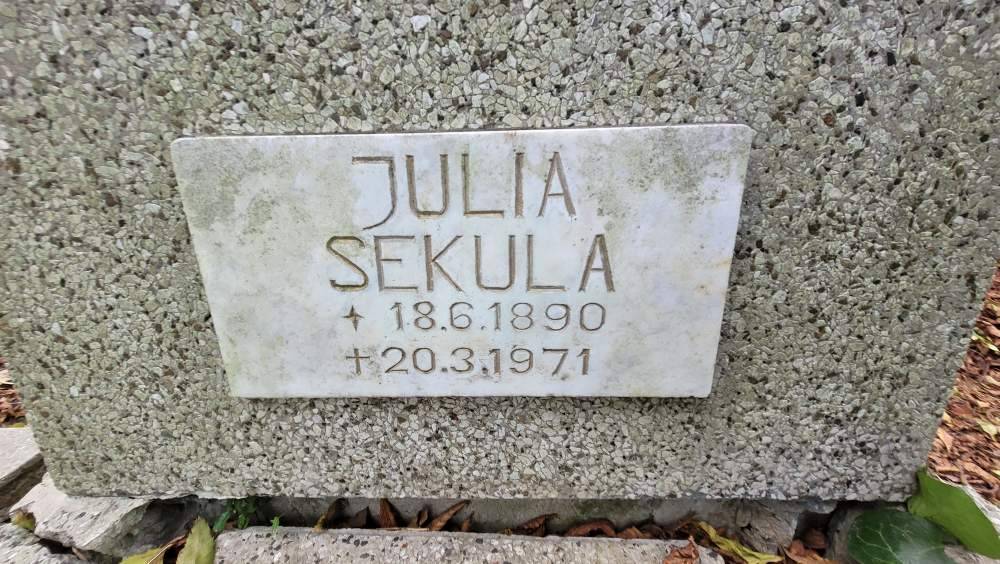 JULIA
SEKULA
✦ 18.6.1890
✝ 20.3.1971